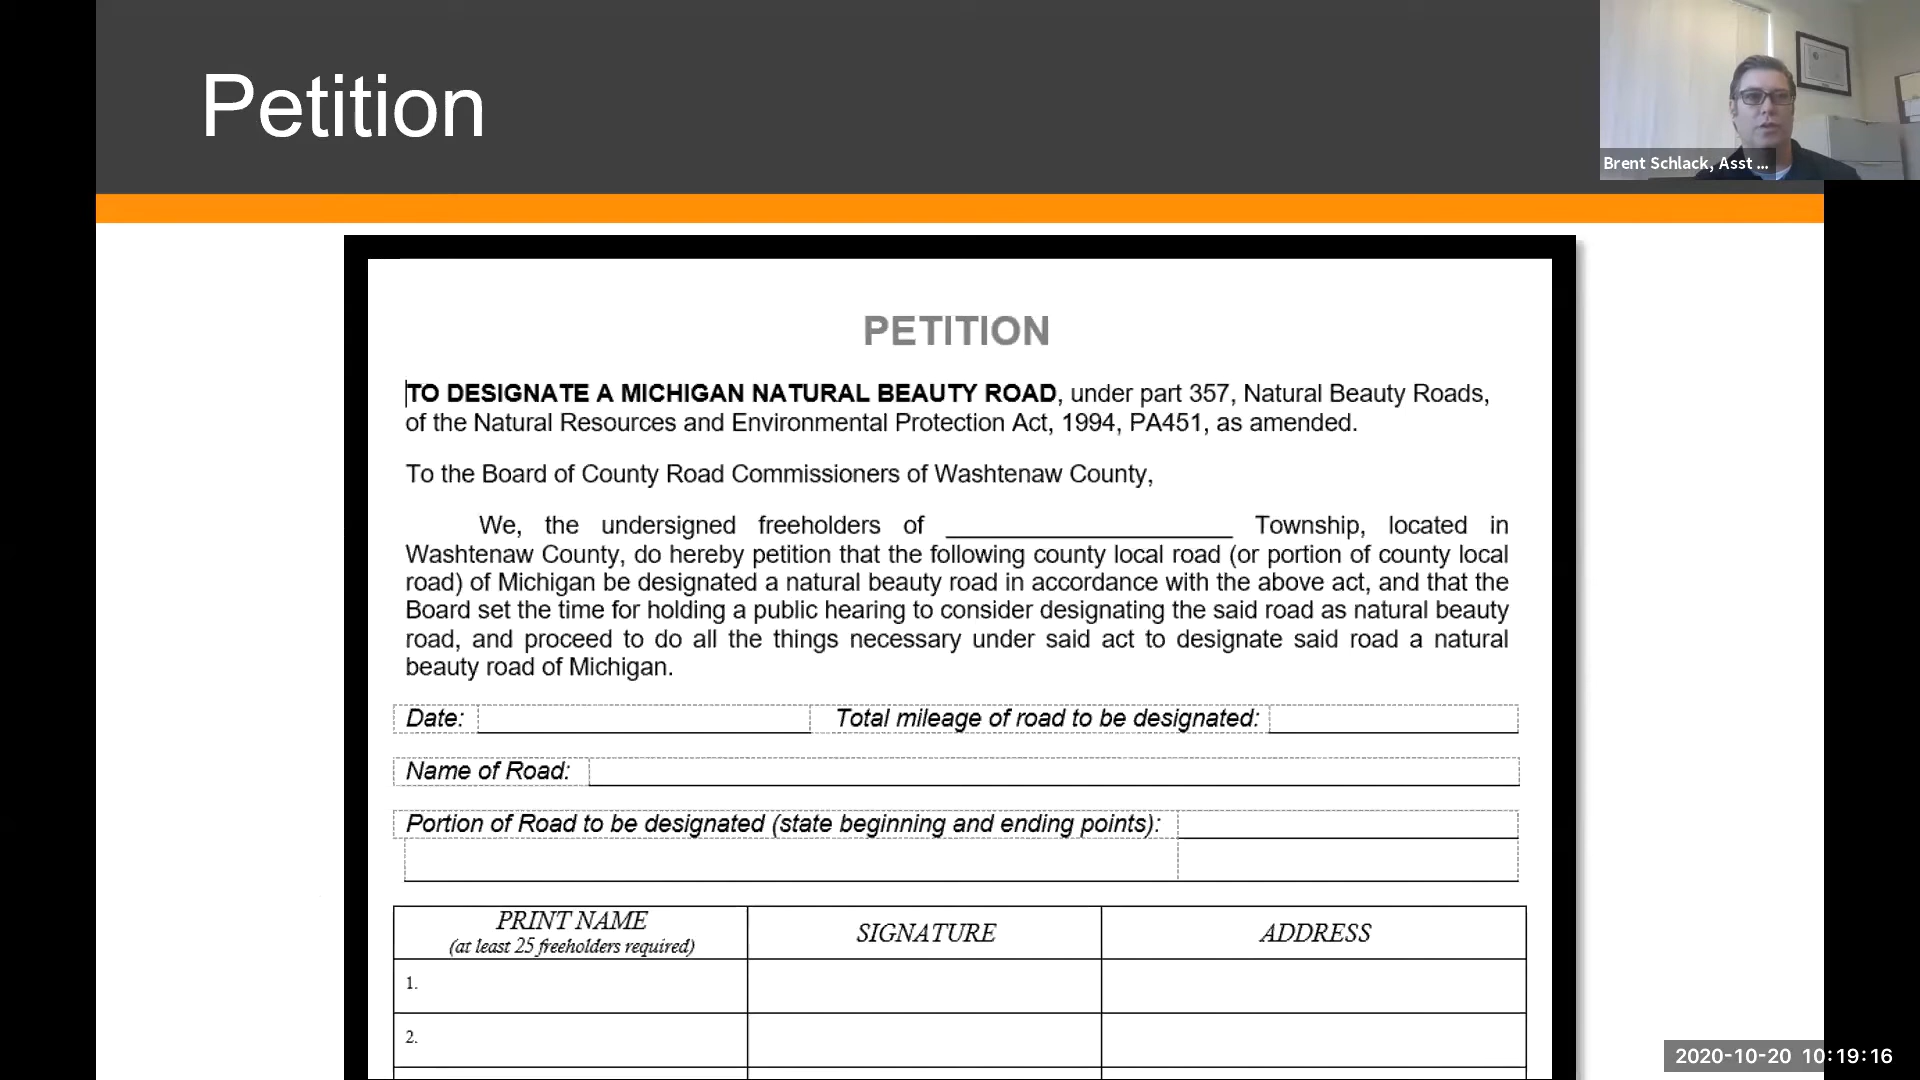 Petition
Brent Schlack, Asst ...
PETITION
TO DESIGNATE A MICHIGAN NATURAL BEAUTY ROAD, under part 357, Natural Beauty Roads,
of the Natural Resources and Environmental Protection Act, 1994, PA451, as amended.
To the Board of County Road Commissioners of Washtenaw County,
We, the undersigned freeholders of ____________________ Township, located in
Washtenaw County, do hereby petition that the following county local road (or portion of county local
road) of Michigan be designated a natural beauty road in accordance with the above act, and that the
Board set the time for holding a public hearing to consider designating the said road as natural beauty
road, and proceed to do all the things necessary under said act to designate said road a natural
beauty road of Michigan.
Date: Total mileage of road to be designated:
Name of Road:
Portion of Road to be designated (state beginning and ending points):
PRINT NAME SIGNATURE ADDRESS
(at least 25 freeholders required)
1.
2.
2020-10-20 10:19:16